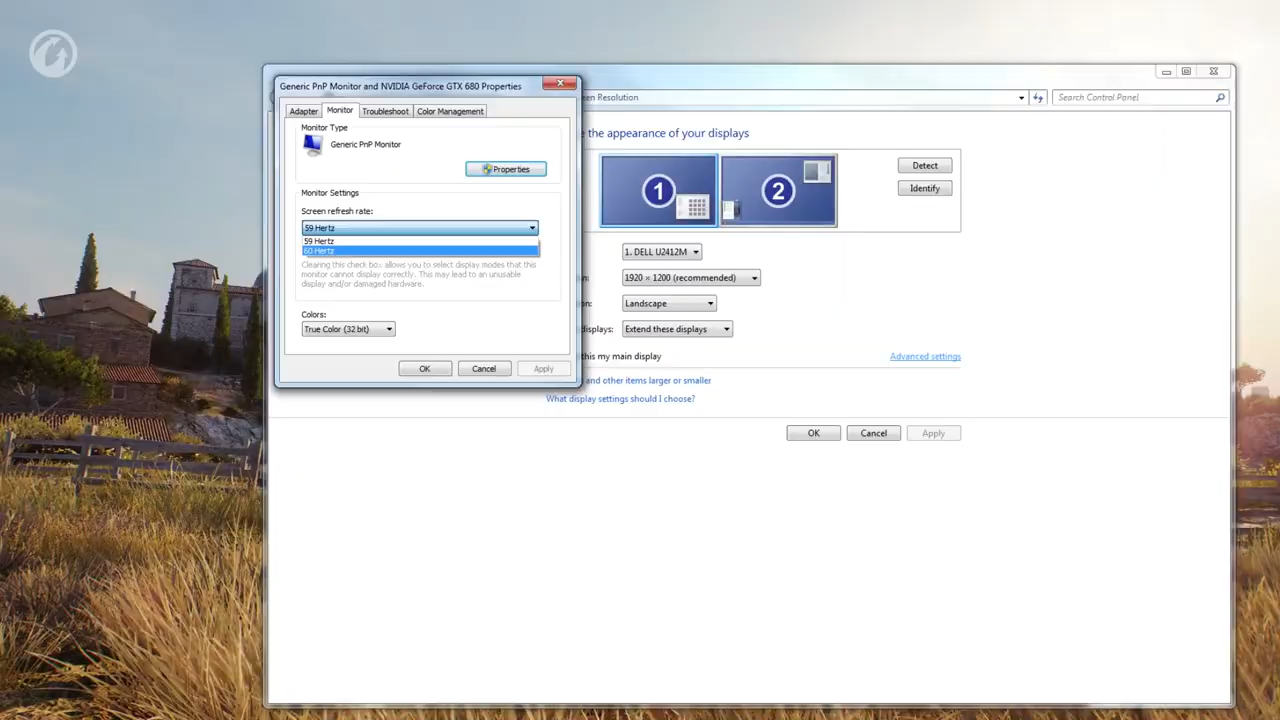 Generic PnP Monitor and NVIDIA GeForce GTX 680 Properties
Adapter
Monitor
Troubleshoot
Color Management
Monitor Type
Generic PnP Monitor
Properties
Monitor Settings
Screen refresh rate:
59 Hertz
59 Hertz
60 Hertz
Clearing this check box allows you to select display modes that this
monitor cannot display correctly. This may lead to an unusable
display and/or damaged hardware.
Colors:
True Color (32 bit)
OK
Cancel
Apply
een Resolution
Search Control Panel
e the appearance of your displays
1
2
Detect
Identify
1. DELL U2412M
n:
1920 × 1200 (recommended)
on:
Landscape
displays:
Extend these displays
this my main display
Advanced settings
and other items larger or smaller
What display settings should I choose?
OK
Cancel
Apply